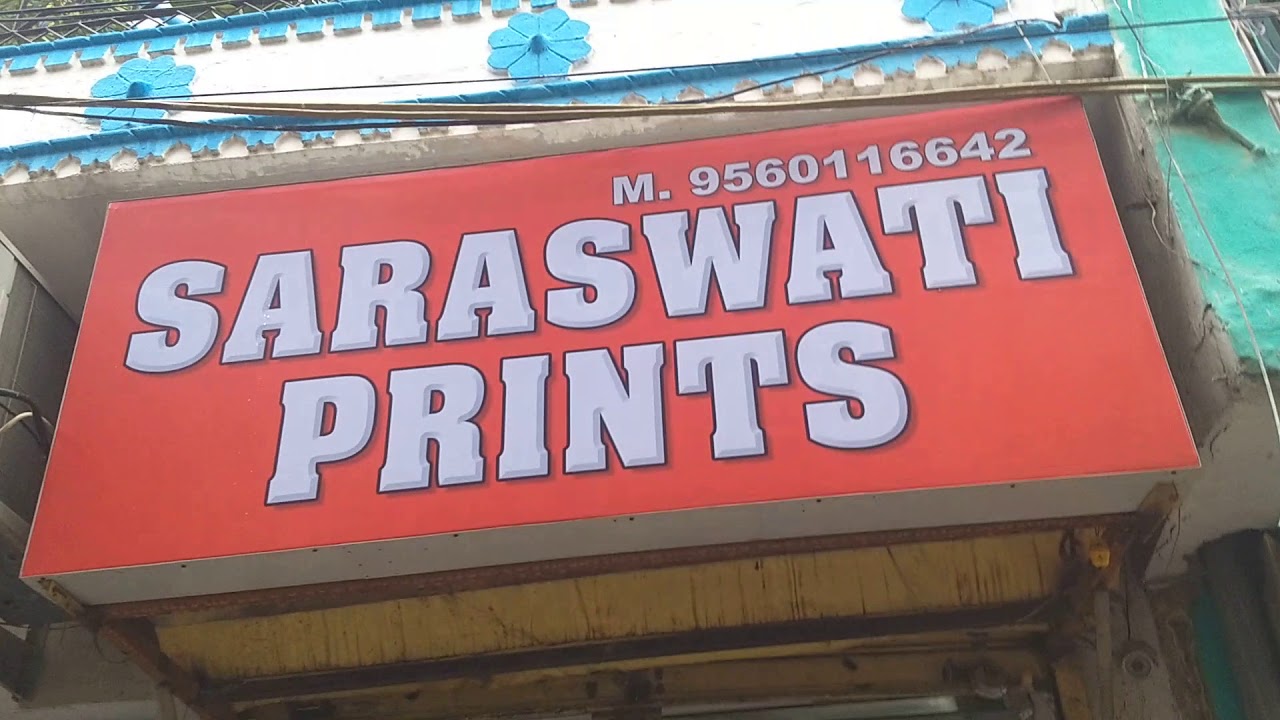 M. 9560116642
SARASWATI
PRINTS